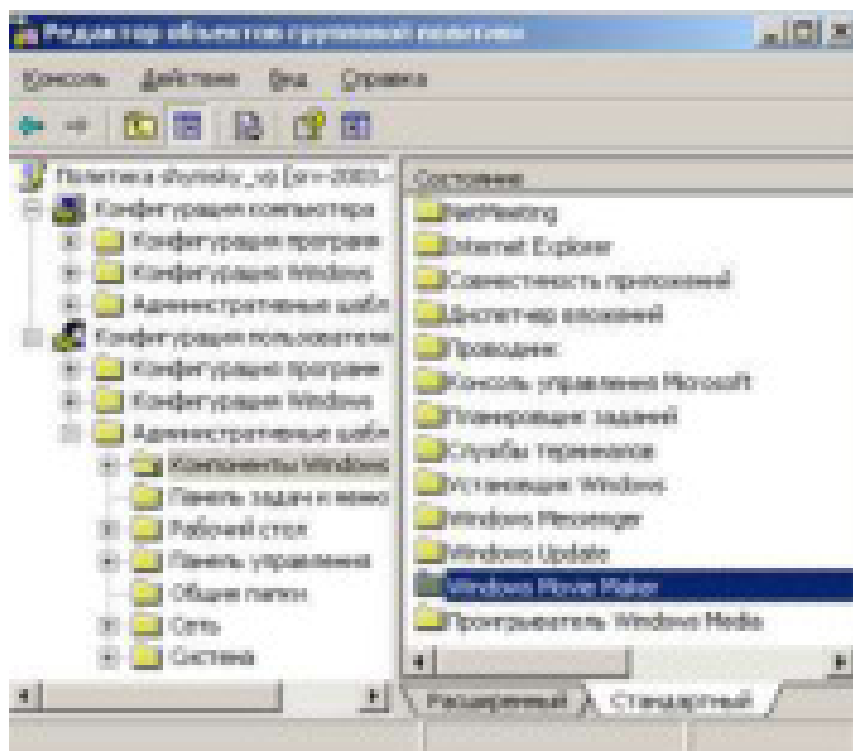 Редактор объектов групповой политики
Консоль Действие Вид Справка
Политика [srv-2003.
Конфигурация компьютера
Конфигурация программ
Конфигурация Windows
Административные шабл
Конфигурация пользователя
Конфигурация программ
Конфигурация Windows
Административные шабл
Компоненты Windows
Панель задач и меню
Рабочий стол
Панель управления
Общие папки
Сеть
Система
Состояние
NetMeeting
Internet Explorer
Совместимость приложений
Диспетчер вложений
Проводник
Консоль управления Microsoft
Планировщик заданий
Службы терминалов
Установщик Windows
Windows Messenger
Windows Update
Windows Movie Maker
Проигрыватель Windows Media
Расширенный Стандартный